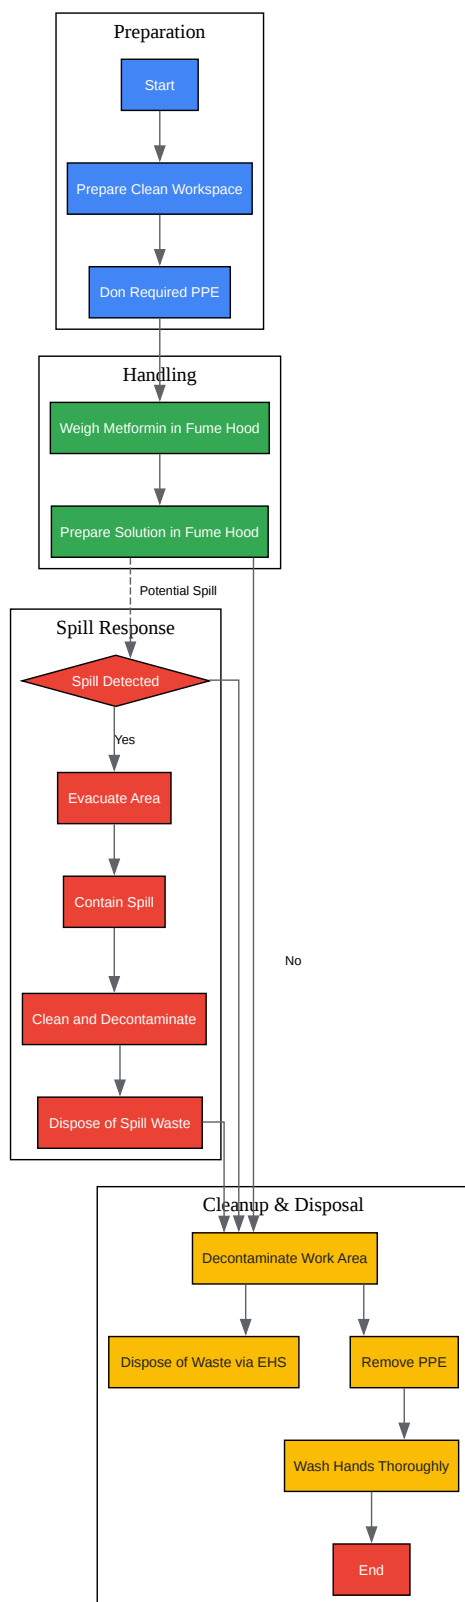 Preparation
Start
Prepare Clean Workspace
Don Required PPE
Handling
Weigh Metformin in Fume Hood
Prepare Solution in Fume Hood
Potential Spill
Spill Response
Spill Detected
Yes
Evacuate Area
Contain Spill
No
Clean and Decontaminate
Dispose of Spill Waste
Cleanup & Disposal
Decontaminate Work Area
Dispose of Waste via EHS
Remove PPE
Wash Hands Thoroughly
End